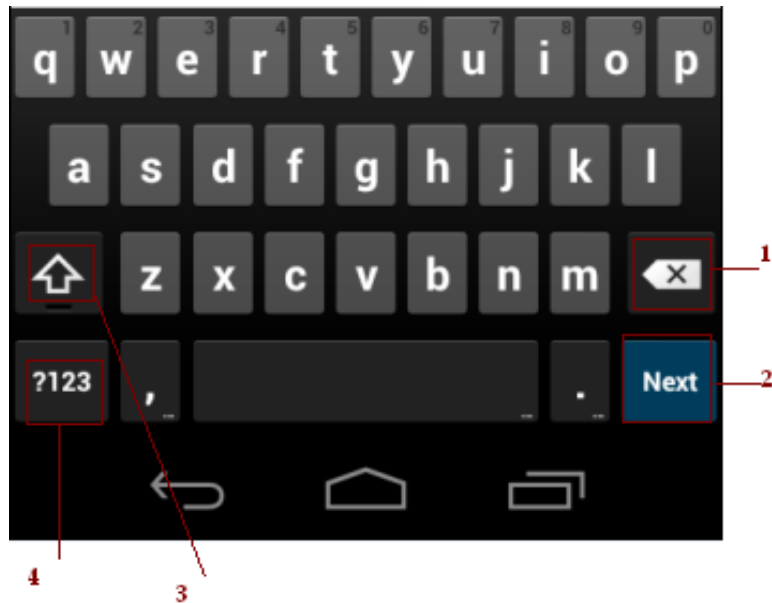 1 2 3 4 5 6 7 8 9 0
q w e r t y u i o p
a s d f g h j k l
z x c v b n m
1
?123 , ... ... . ... Next
2
4
3